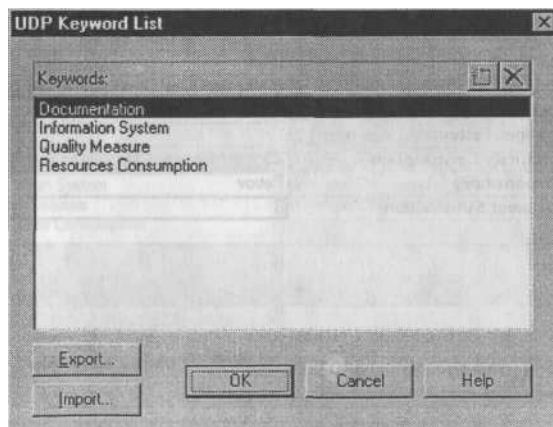 UDP Keyword List
Keywords:
Documentation
Information System
Quality Measure
Resources Consumption
Export...
Import...
OK
Cancel
Help